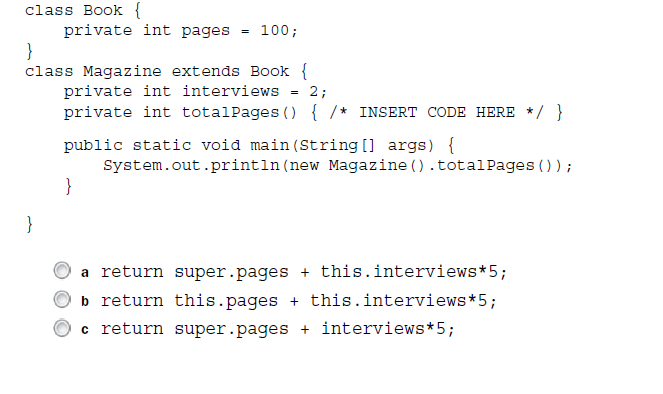 class Book {
    private int pages = 100;
}
class Magazine extends Book {
    private int interviews = 2;
    private int totalPages() { /* INSERT CODE HERE */ }
    public static void main(String[] args) {
        System.out.println(new Magazine().totalPages());
    }
}
a return super.pages + this.interviews*5;
b return this.pages + this.interviews*5;
c return super.pages + interviews*5;